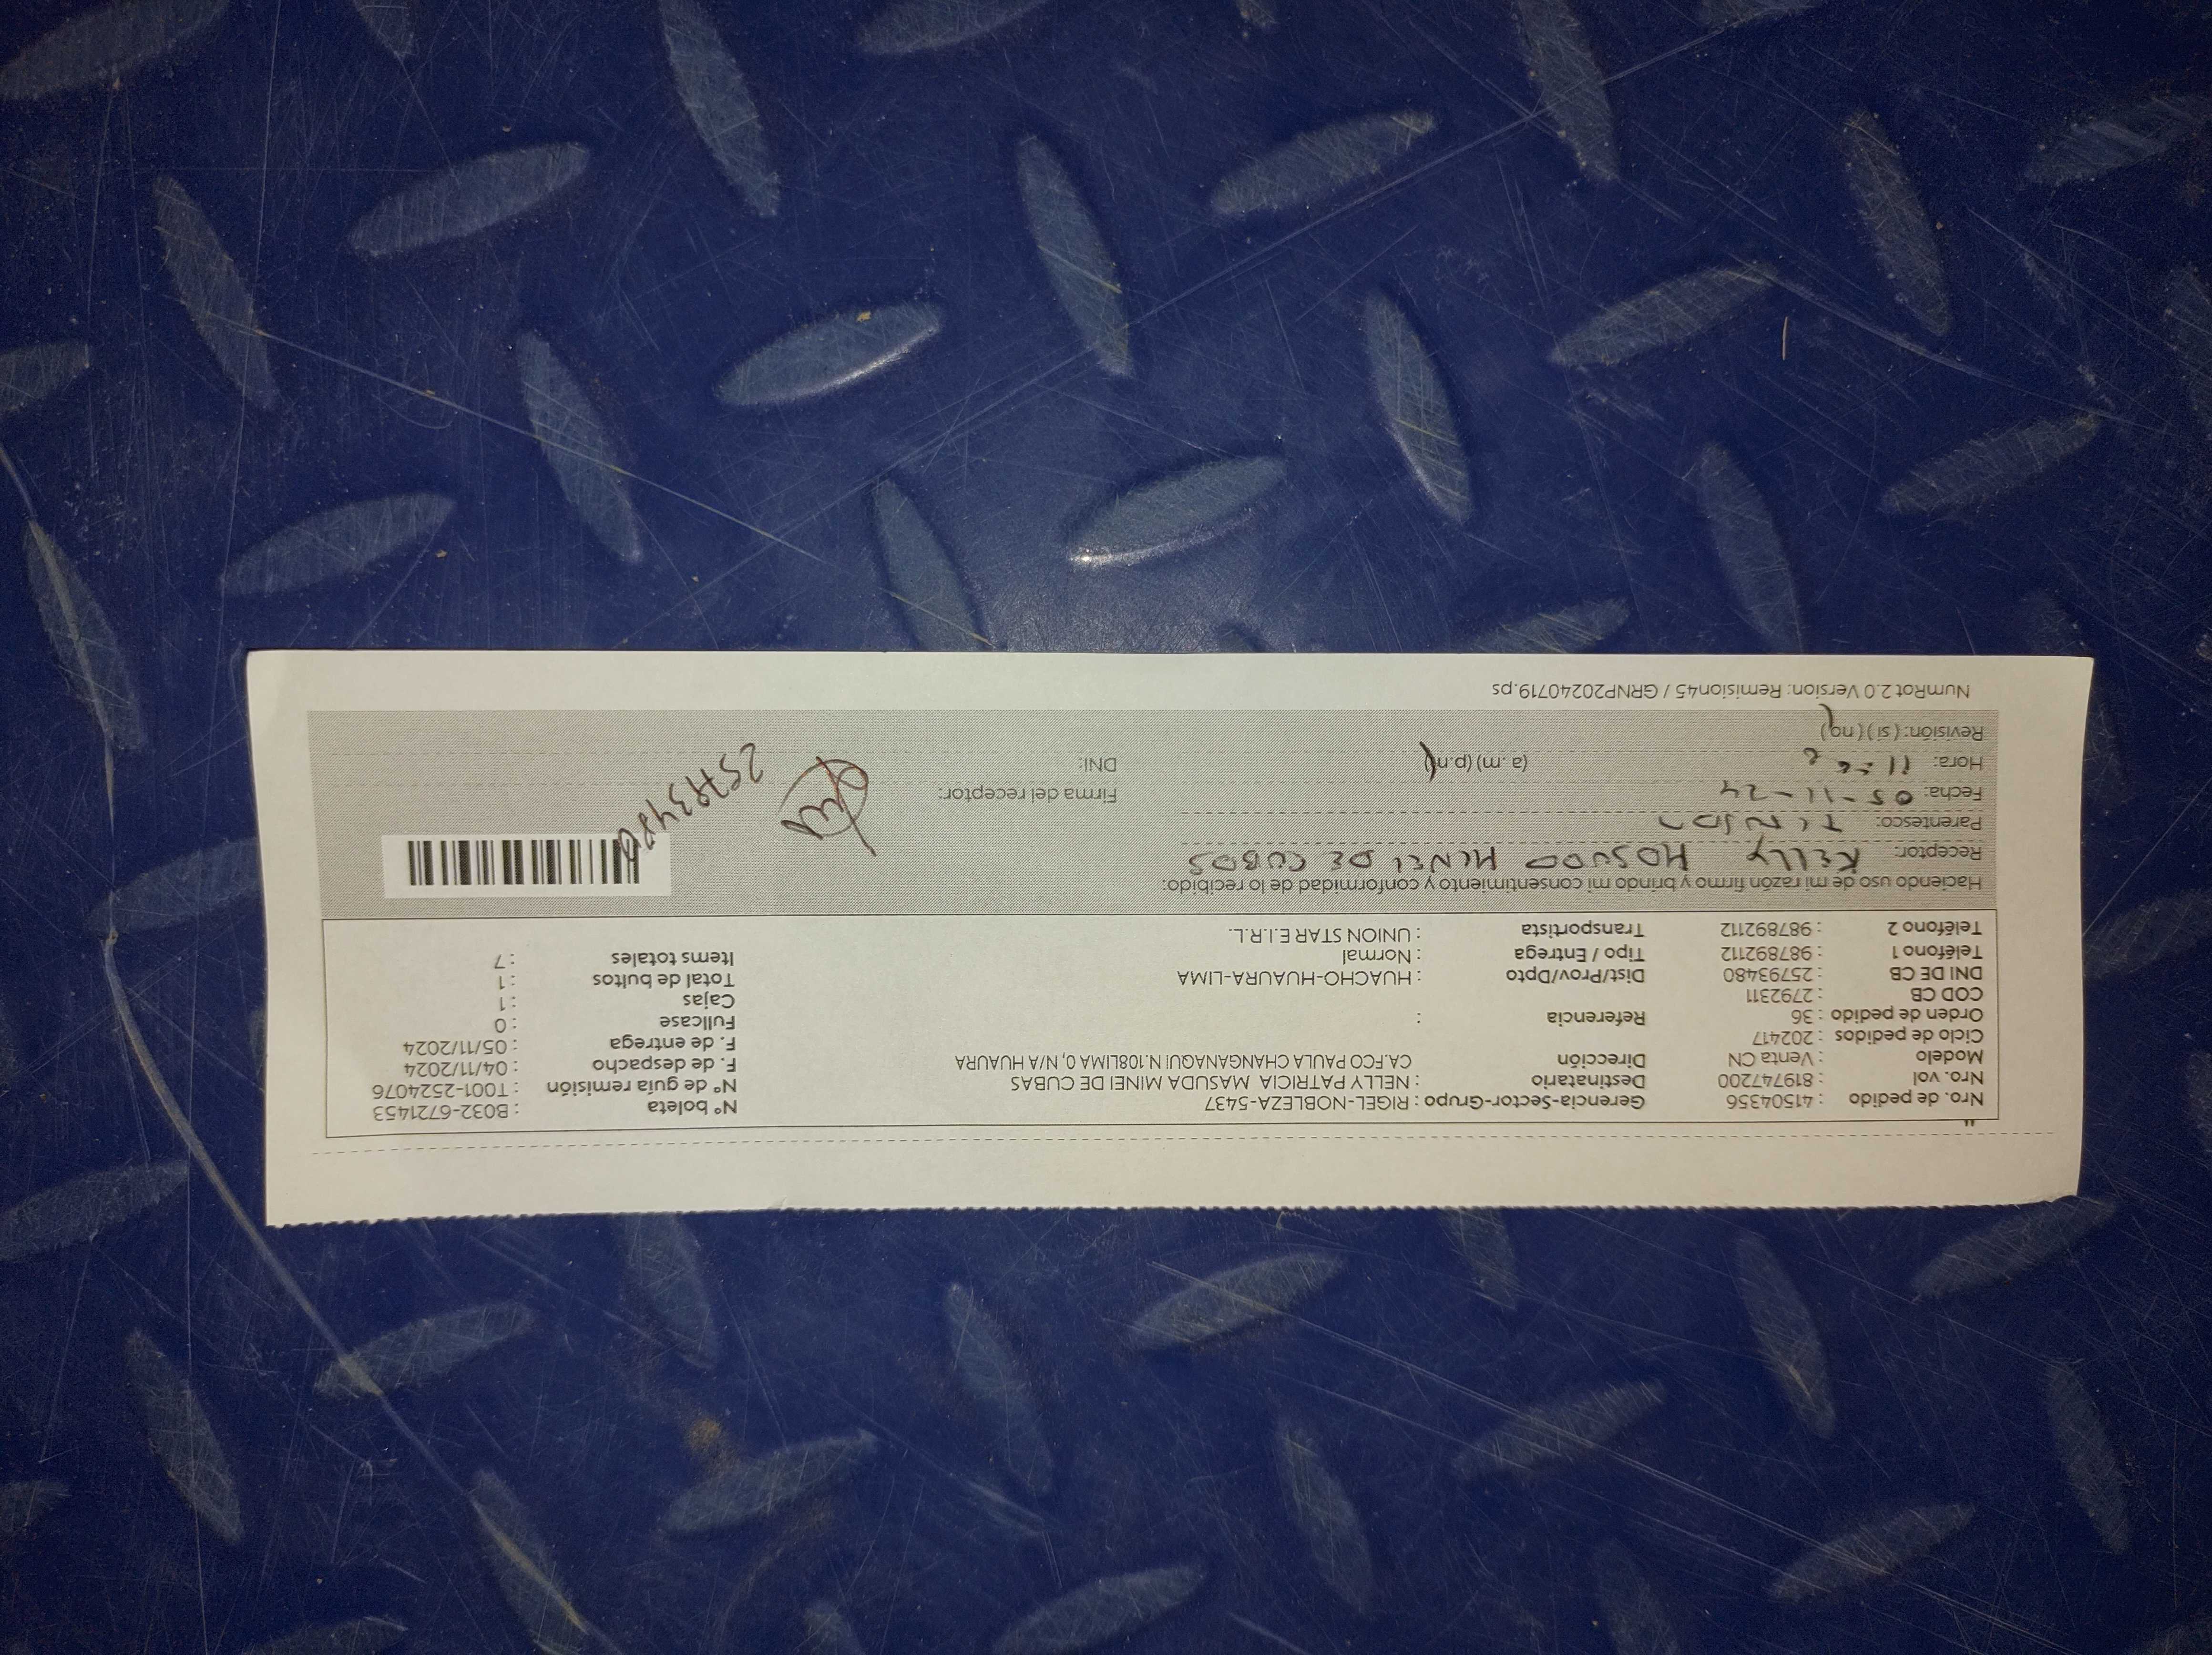 Nro. de pedido : 41504356 Gerencia-Sector-Grupo : RIGEL-NOBLEZA-5437 N° boleta : B032-6721453
Nro. vol : 819747200 Destinatario : NELLY PATRICIA MASUDA MINEI DE CUBAS N° de guía remisión : T001-2524076
Modelo : Venta CN Dirección CA.FCO PAULA CHANGANAQUI N.108LIMA 0, N/A HUAURA F. de despacho : 04/11/2024
Ciclo de pedidos : 202417 F. de entrega : 05/11/2024
Orden de pedido : 36 Referencia : Fullcase : 0
COD CB : 2792311 Cajas : 1
DNI DE CB : 25793480 Dist/Prov/Dpto : HUACHO-HUAURA-LIMA Total de bultos : 1
Teléfono 1 : 987892112 Tipo / Entrega : Normal Items totales : 7
Teléfono 2 : 987892112 Transportista : UNION STAR E.I.R.L.
Haciendo uso de mi razón firmo y brindo mi consentimiento y conformidad de lo recibido:
Receptor: KELLY MASUDA MINEI DE CUBAS
Parentesco:
Fecha: 05-11-24 Firma del receptor:
Hora: 11 (a.m) (p.m) DNI: 25793480
Revisión: (si) (no)
NumRot 2.0 Version: Remision45 / GRNP20240719.ps